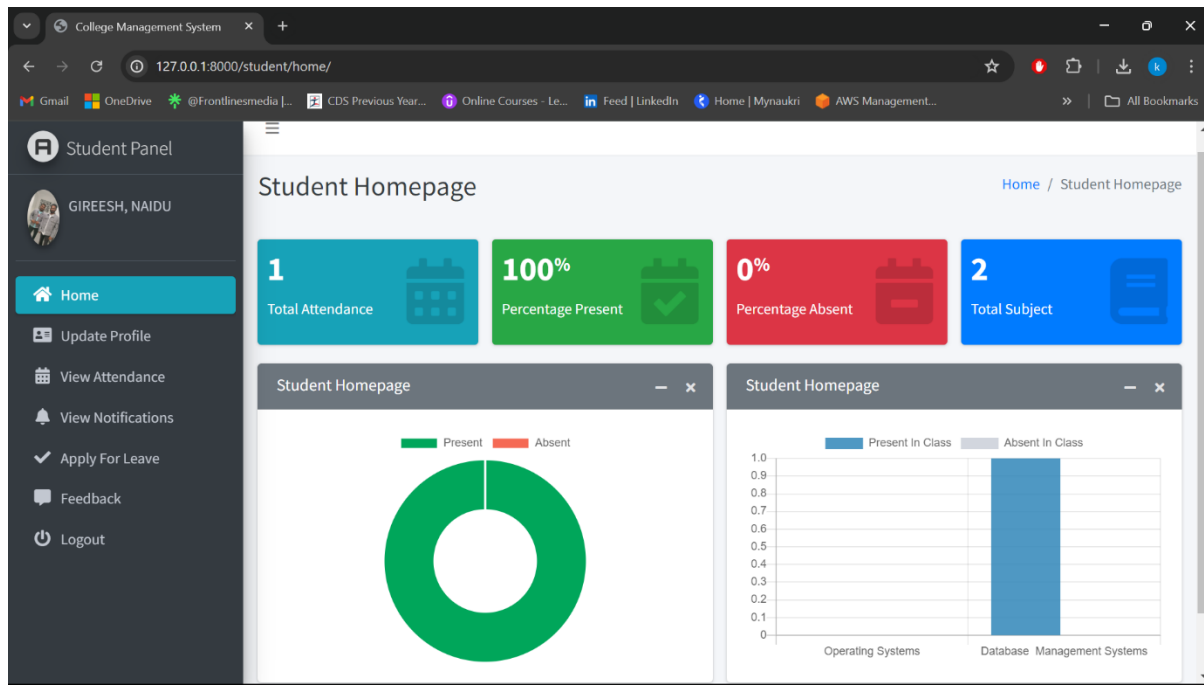 College Management System
127.0.0.1:8000/student/home/
k
Gmail OneDrive @Frontlinesmedia |... CDS Previous Year... Online Courses - Le... Feed | LinkedIn Home | Mynaukri AWS Management... » All Bookmarks
Student Panel
GIREESH, NAIDU
Home
Update Profile
View Attendance
View Notifications
Apply For Leave
Feedback
Logout
Student Homepage
Home / Student Homepage
1
Total Attendance
100%
Percentage Present
0%
Percentage Absent
2
Total Subject
Student Homepage
Present Absent
Student Homepage
Present In Class Absent In Class
1.0
0.9
0.8
0.7
0.6
0.5
0.4
0.3
0.2
0.1
0
Operating Systems Database Management Systems